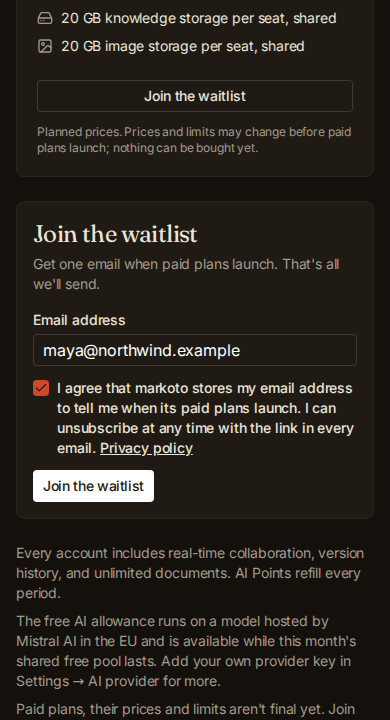 20 GB knowledge storage per seat, shared
20 GB image storage per seat, shared
Join the waitlist
Planned prices. Prices and limits may change before paid
plans launch; nothing can be bought yet.
Join the waitlist
Get one email when paid plans launch. That's all
we'll send.
Email address
maya@northwind.example
I agree that markoto stores my email address
to tell me when its paid plans launch. I can
unsubscribe at any time with the link in every
email. Privacy policy
Join the waitlist
Every account includes real-time collaboration, version
history, and unlimited documents. AI Points refill every
period.
The free AI allowance runs on a model hosted by
Mistral AI in the EU and is available while this month's
shared free pool lasts. Add your own provider key in
Settings → AI provider for more.
Paid plans, their prices and limits aren't final yet. Join